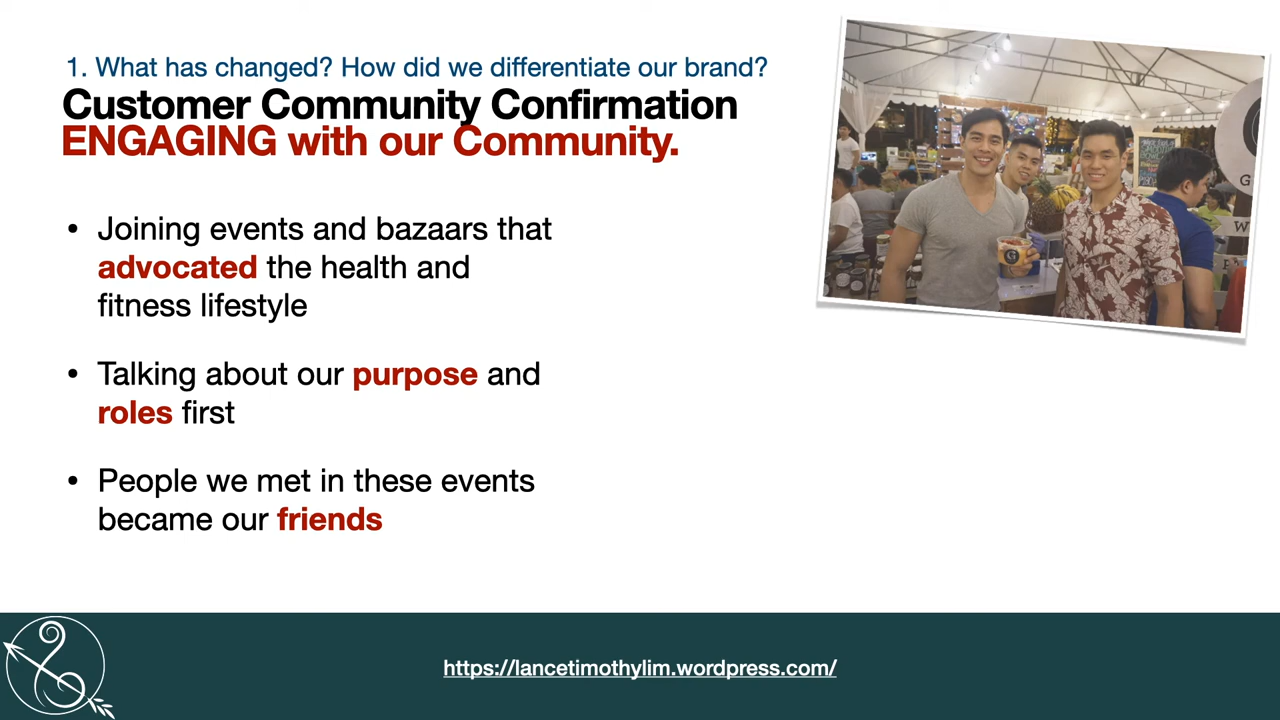 1. What has changed? How did we differentiate our brand?
Customer Community Confirmation
ENGAGING with our Community.
• Joining events and bazaars that
advocated the health and
fitness lifestyle
• Talking about our purpose and
roles first
• People we met in these events
became our friends
G
W
https://lancetimothylim.wordpress.com/